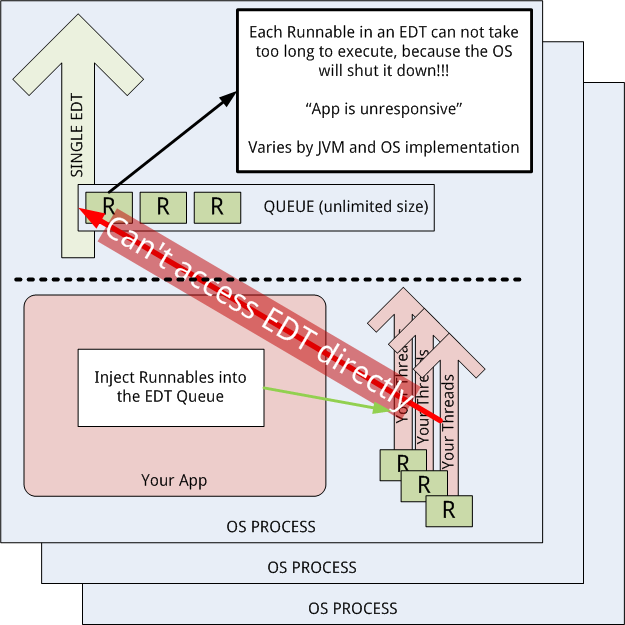 Each Runnable in an EDT can not take
too long to execute, because the OS
will shut it down!!!
“App is unresponsive”
Varies by JVM and OS implementation
SINGLE EDT
R
R
R
QUEUE (unlimited size)
Can't access EDT directly
Inject Runnables into
the EDT Queue
Your App
Your Threads
Your Threads
Your Threads
R
R
R
OS PROCESS
OS PROCESS
OS PROCESS